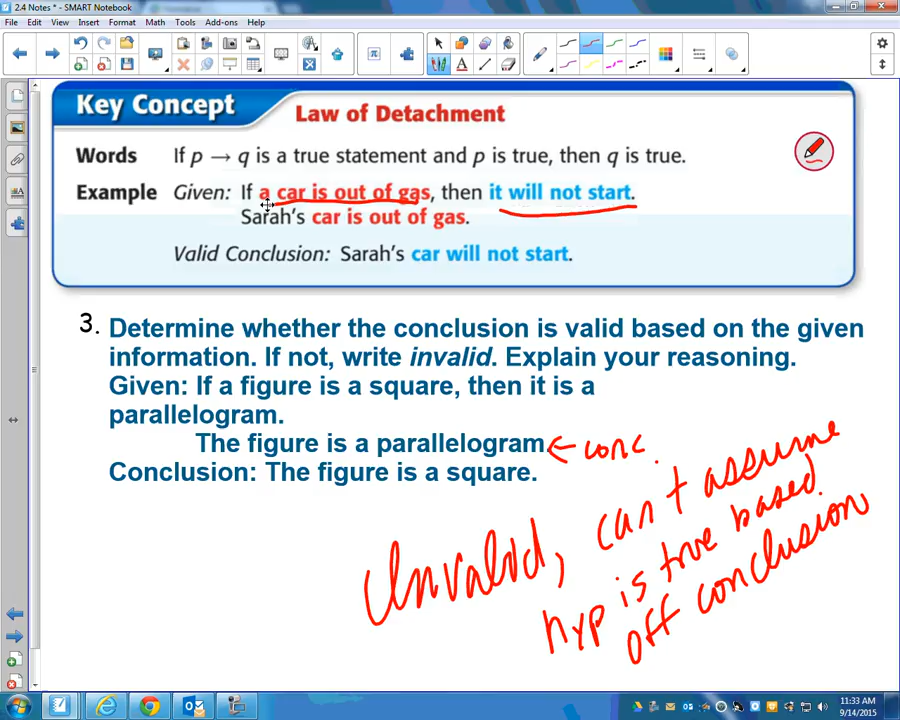 2.4 Notes * - SMART Notebook
File Edit View Insert Format Math Tools Add-ons Help
Key Concept Law of Detachment
Words If p → q is a true statement and p is true, then q is true.
Example Given: If a car is out of gas, then it will not start.
Sarah's car is out of gas.
Valid Conclusion: Sarah's car will not start.
3. Determine whether the conclusion is valid based on the given
information. If not, write invalid. Explain your reasoning.
Given: If a figure is a square, then it is a
parallelogram.
The figure is a parallelogram. ← conc.
Conclusion: The figure is a square.
Invalid, can't assume
hyp is true based
off conclusion
11:33 AM
9/14/2015